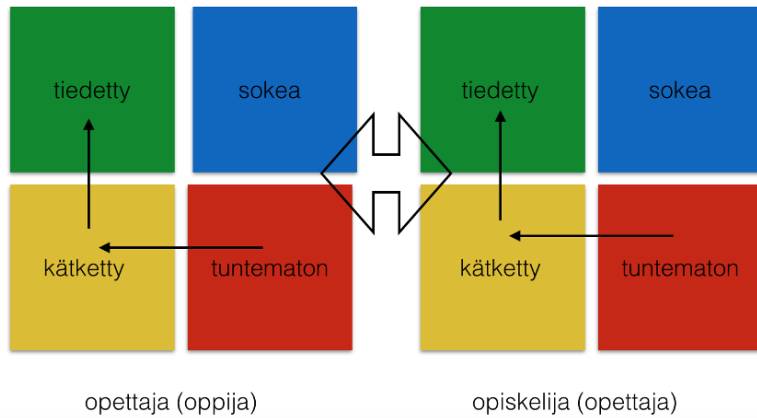 tiedetty
sokea
tiedetty
sokea
kätketty
tuntematon
kätketty
tuntematon
opettaja (oppija)
opiskelija (opettaja)